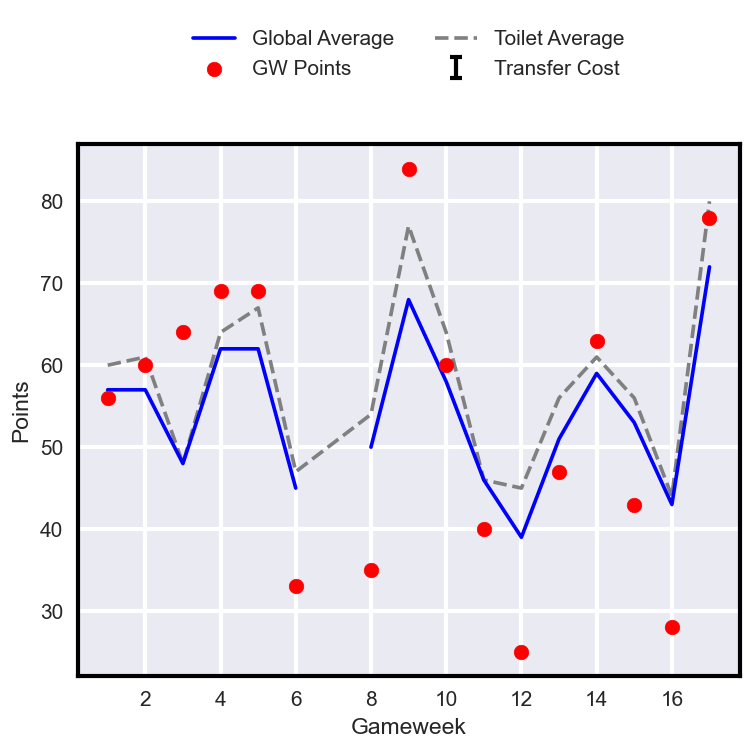 Global Average
Toilet Average
GW Points
Transfer Cost
80
70
60
50
40
30
Points
2 4 6 8 10 12 14 16
Gameweek